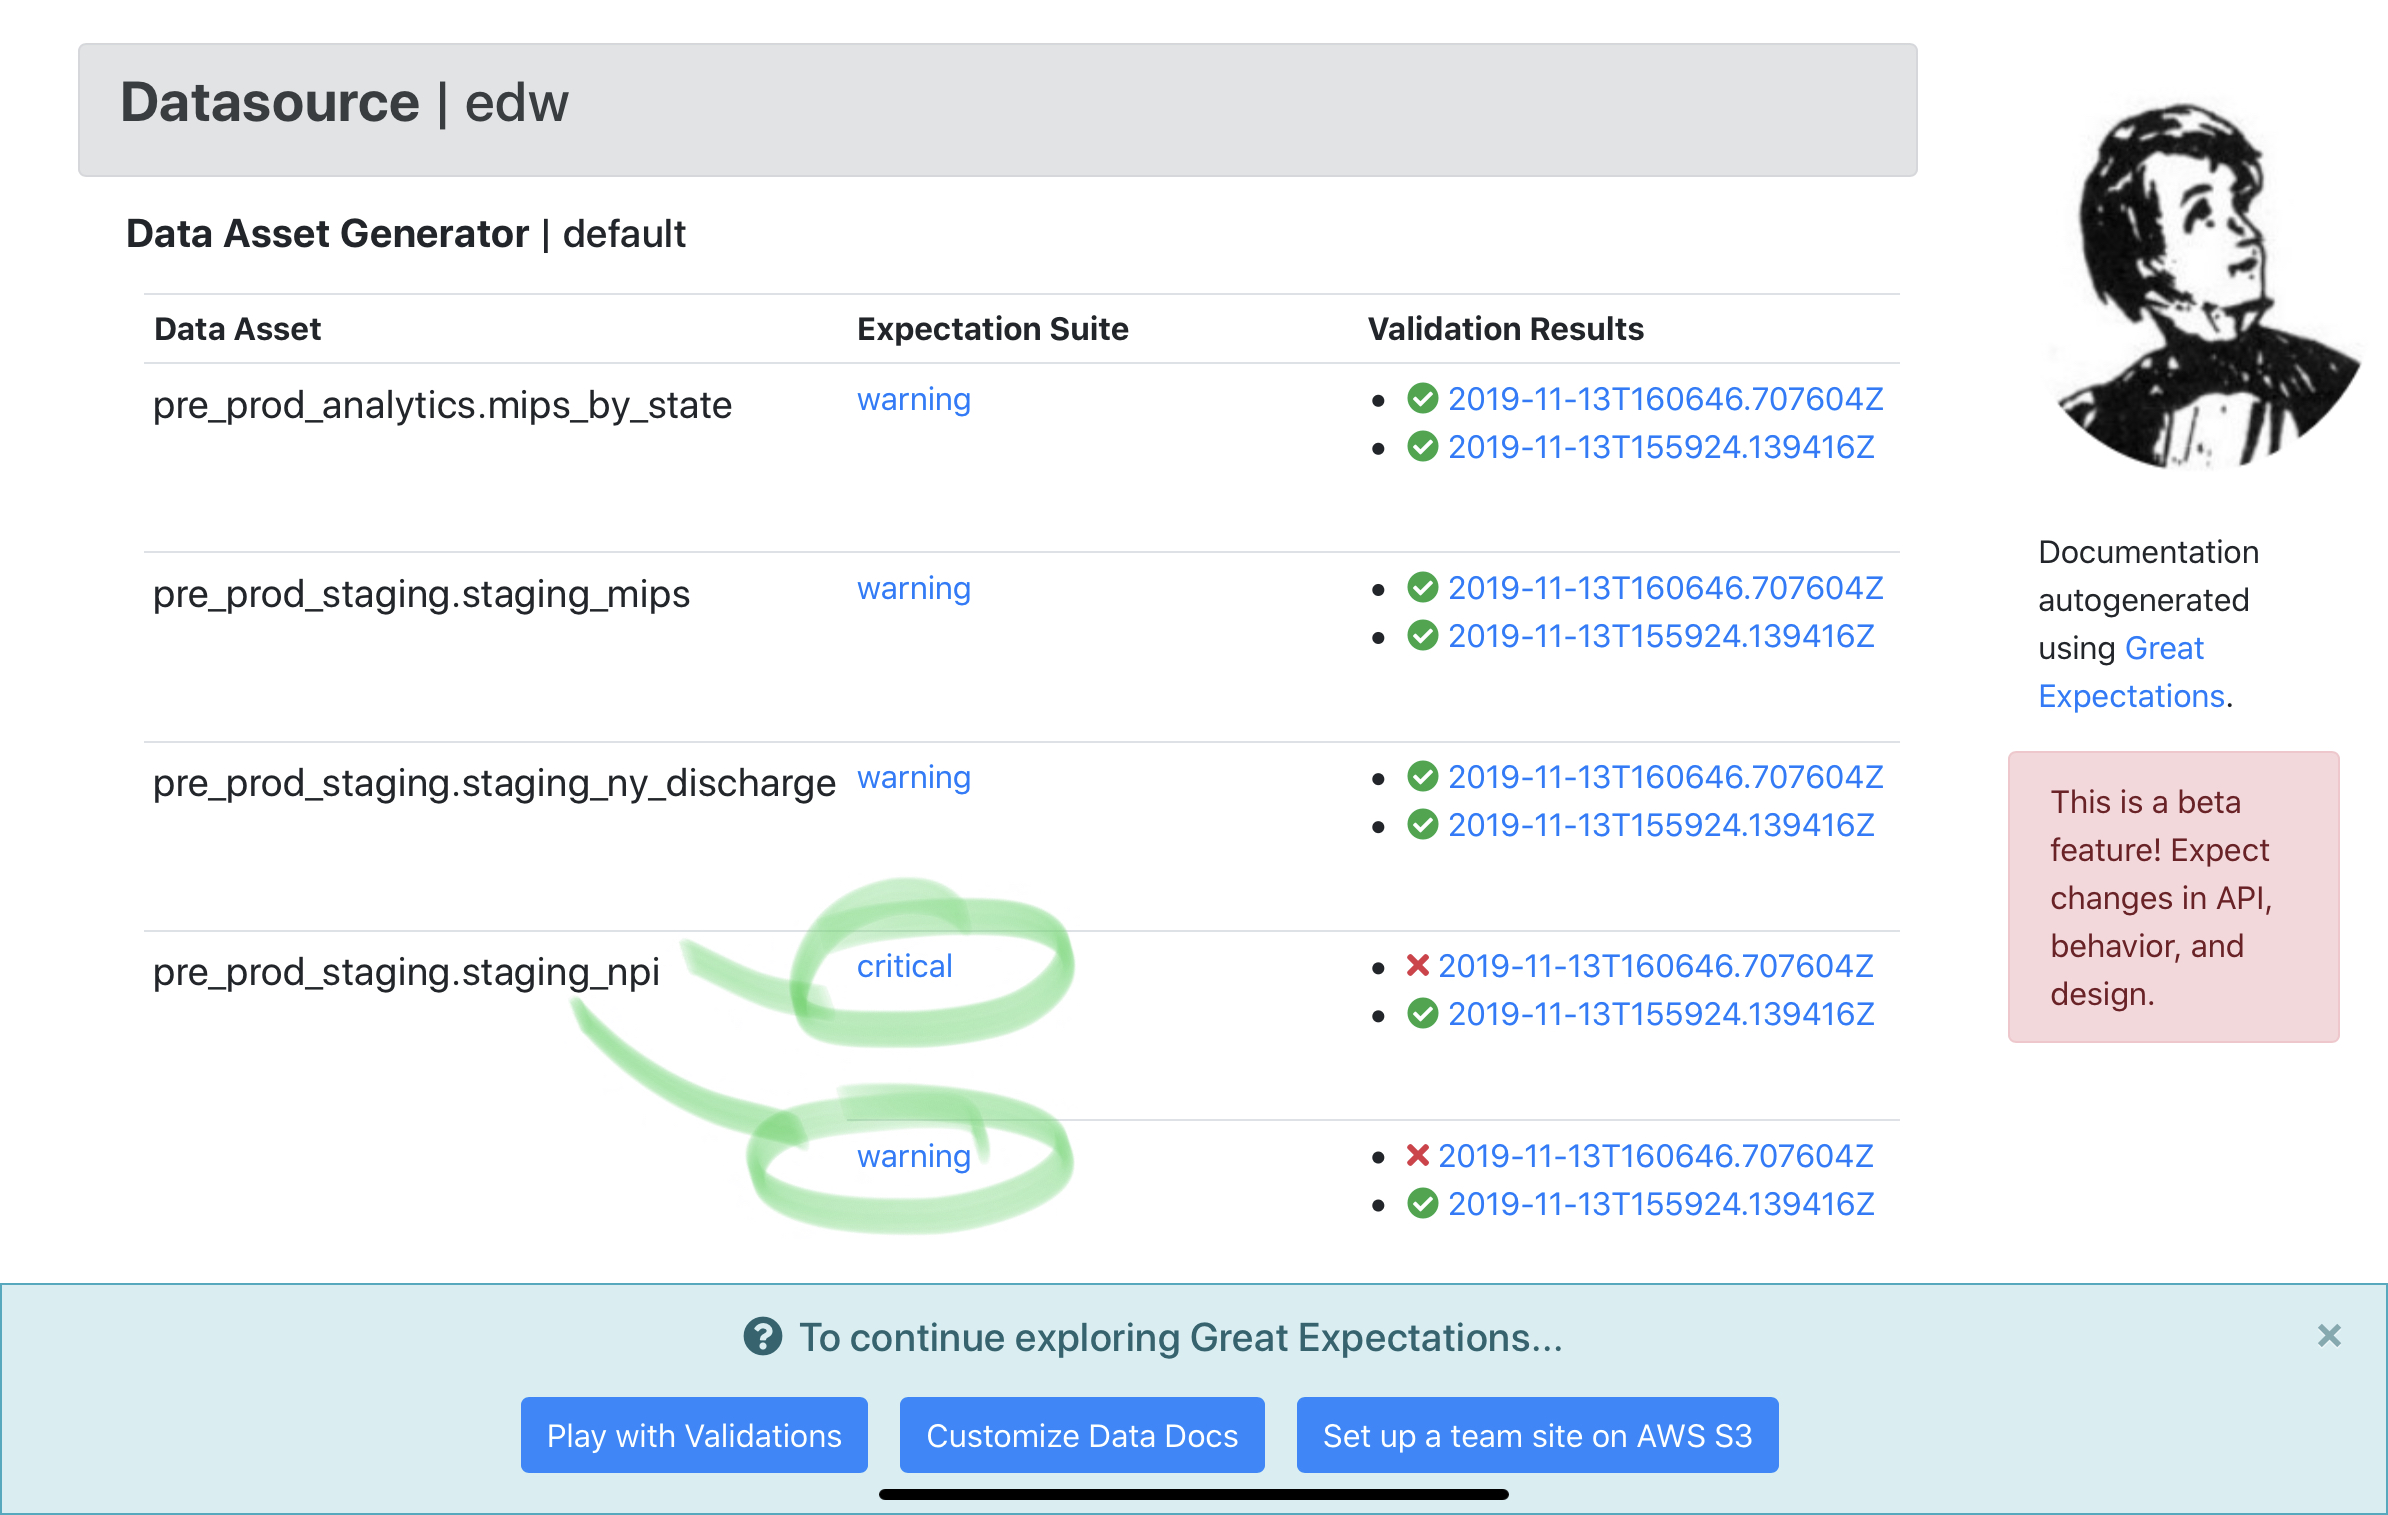 Datasource | edw
Data Asset Generator | default
Data Asset Expectation Suite Validation Results
pre_prod_analytics.mips_by_state warning 2019-11-13T160646.707604Z
2019-11-13T155924.139416Z
pre_prod_staging.staging_mips warning 2019-11-13T160646.707604Z
2019-11-13T155924.139416Z
pre_prod_staging.staging_ny_discharge warning 2019-11-13T160646.707604Z
2019-11-13T155924.139416Z
pre_prod_staging.staging_npi critical 2019-11-13T160646.707604Z
2019-11-13T155924.139416Z
warning 2019-11-13T160646.707604Z
2019-11-13T155924.139416Z
Documentation
autogenerated
using Great
Expectations.
This is a beta
feature! Expect
changes in API,
behavior, and
design.
To continue exploring Great Expectations...
Play with Validations Customize Data Docs Set up a team site on AWS S3